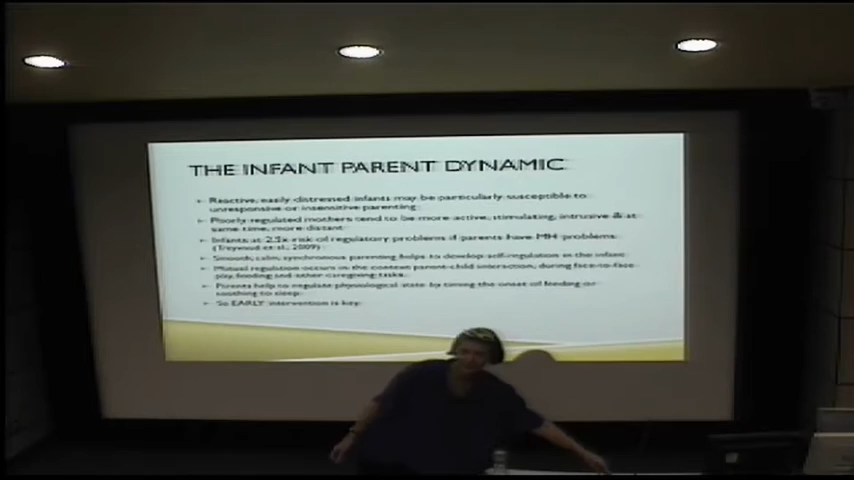 THE INFANT PARENT DYNAMIC
Reactive, easily distressed infants may be particularly susceptible to
unresponsive or insensitive parenting
Poorly-regulated mothers tend to be more active, stimulating, intrusive & at
same time, more distant
Infants at 2.5x risk of regulatory problems if parents have MH problems
et al., 2009)
Smooth, calm, synchronous parenting helps to develop self-regulation in the infant
Mutual regulation occurs in the context parent-child interaction, during face-to-face
play, feeding and other caregiving tasks.
Parents help to regulate physiological state by timing the onset of feeding or
soothing to sleep
So EARLY intervention is key